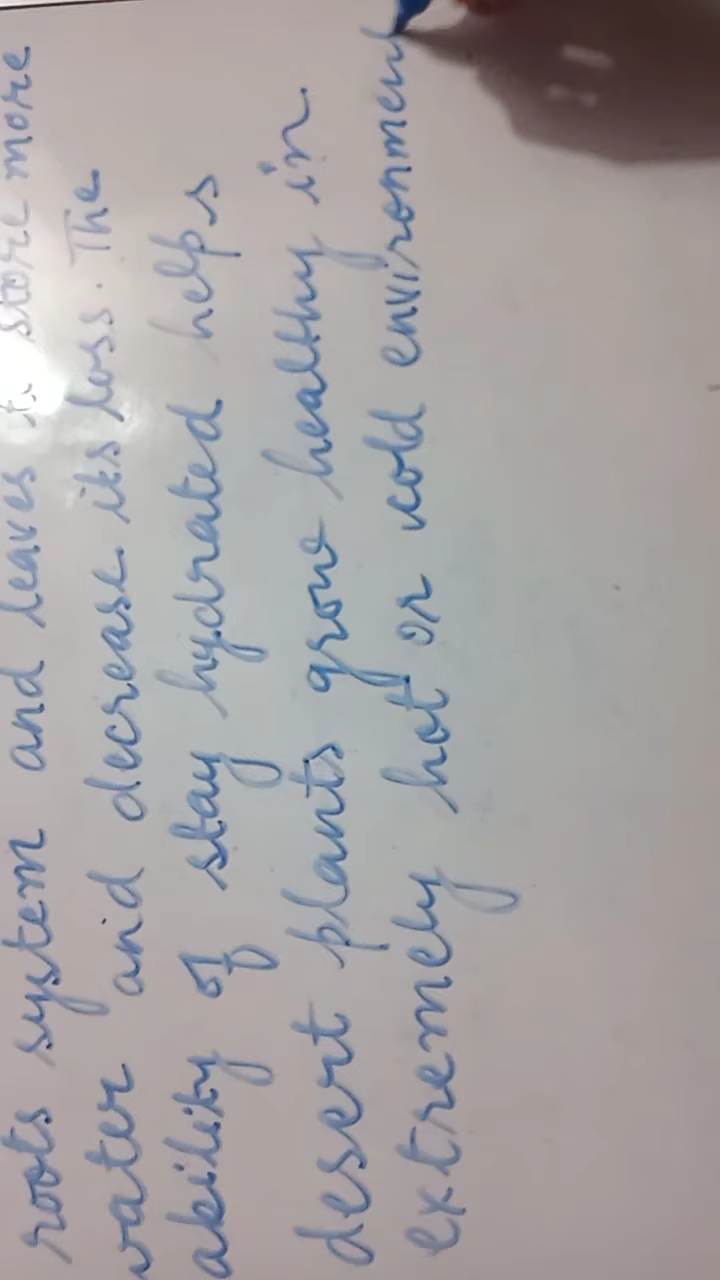 roots system and leaves to store more
water and decrease its loss. The
ability of stay hydrated helps
desert plants grow healthy in
extremely hot or cold environmen